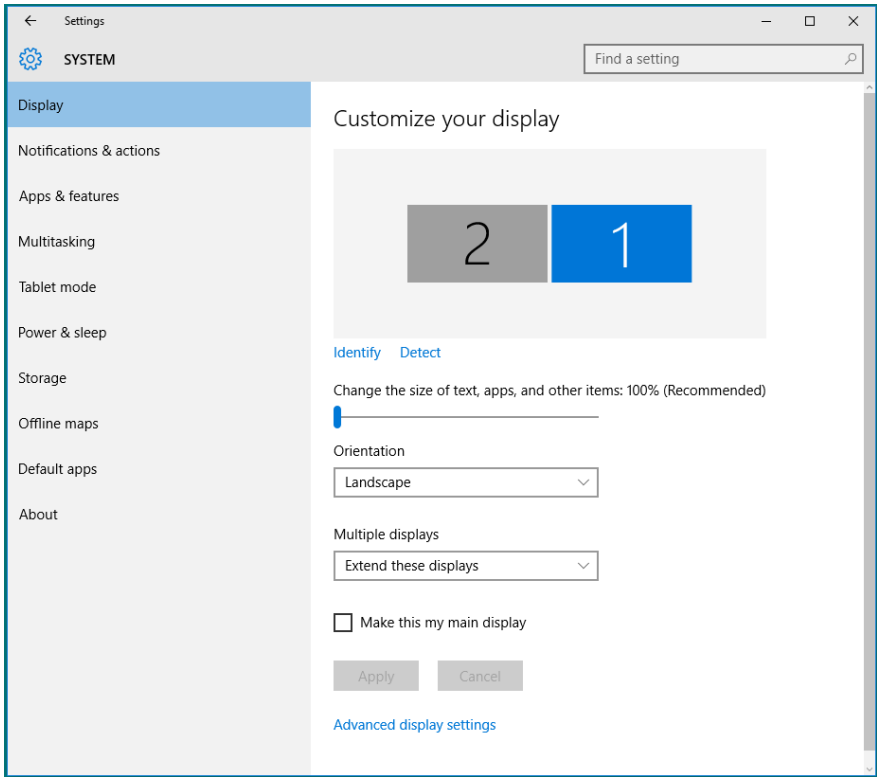 Settings
SYSTEM
Find a setting
Display
Notifications & actions
Apps & features
Multitasking
Tablet mode
Power & sleep
Storage
Offline maps
Default apps
About
Customize your display
2 1
Identify Detect
Change the size of text, apps, and other items: 100% (Recommended)
Orientation
Landscape
Multiple displays
Extend these displays
Make this my main display
Apply Cancel
Advanced display settings